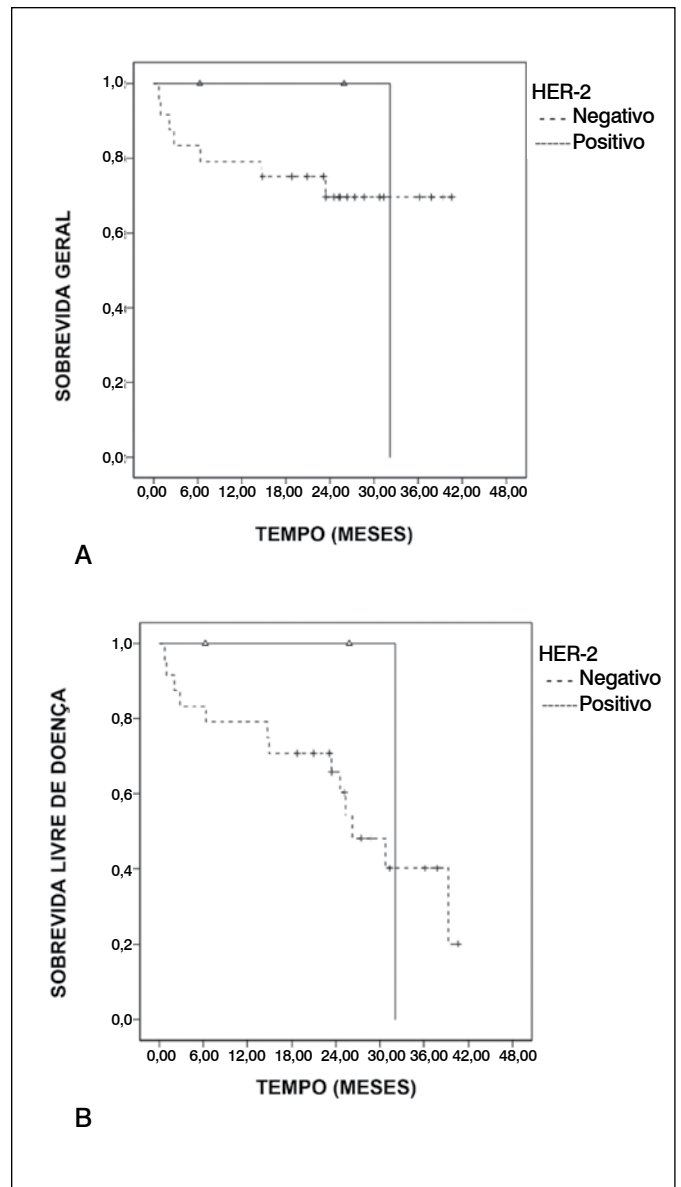 HER-2
Negativo
Positivo
SOBREVIDA GERAL
1,0
0,8
0,6
0,4
0,2
0,0
0,00 6,00 12,00 18,00 24,00 30,00 36,00 42,00 48,00
TEMPO (MESES)
A
HER-2
Negativo
Positivo
SOBREVIDA LIVRE DE DOENÇA
1,0
0,8
0,6
0,4
0,2
0,0
0,00 6,00 12,00 18,00 24,00 30,00 36,00 42,00 48,00
TEMPO (MESES)
B